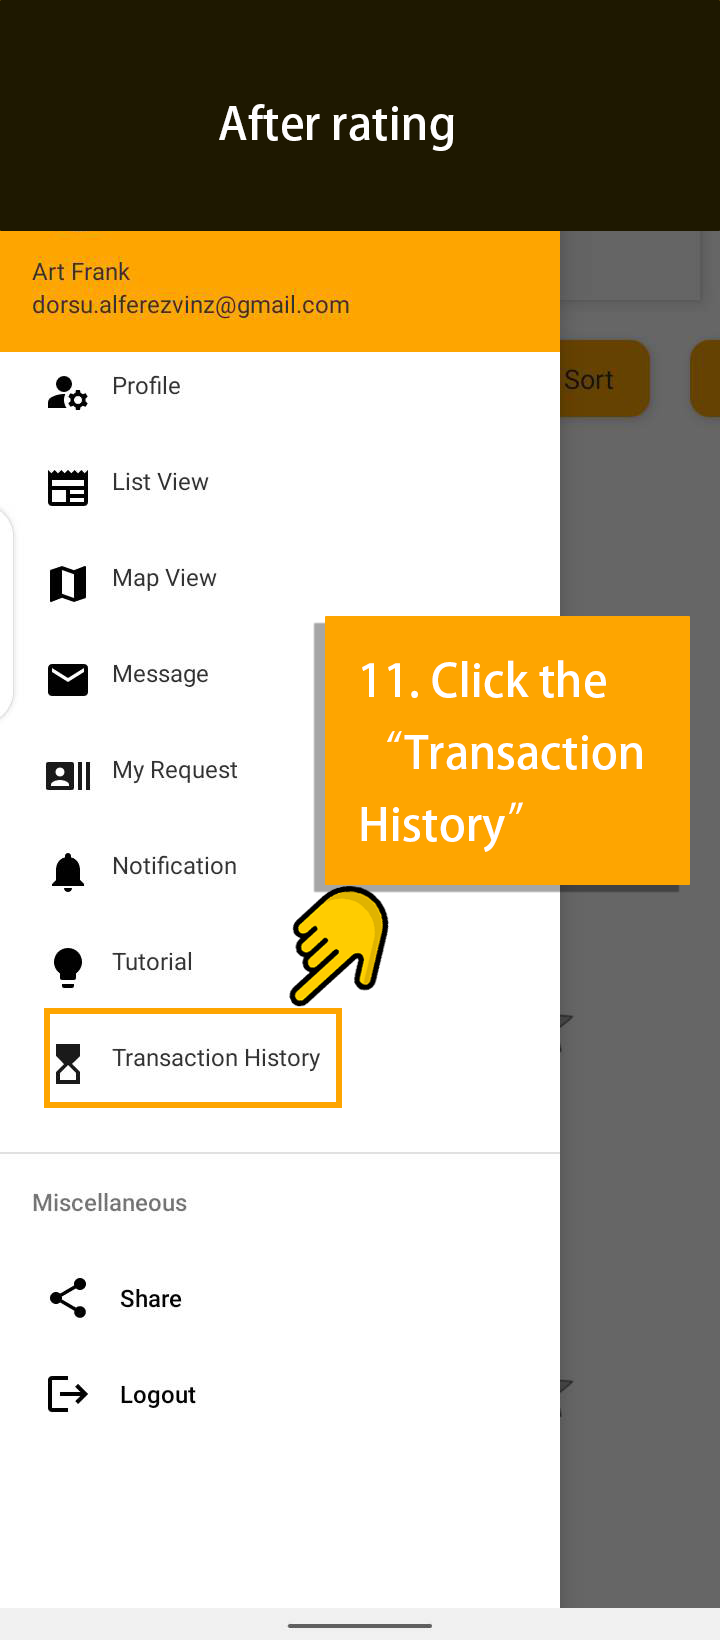 After rating
Art Frank
dorsu.alferezvinz@gmail.com
Profile
Sort
List View
Map View
Message
11. Click the
“Transaction
History”
My Request
Notification
Tutorial
Transaction History
Miscellaneous
Share
Logout